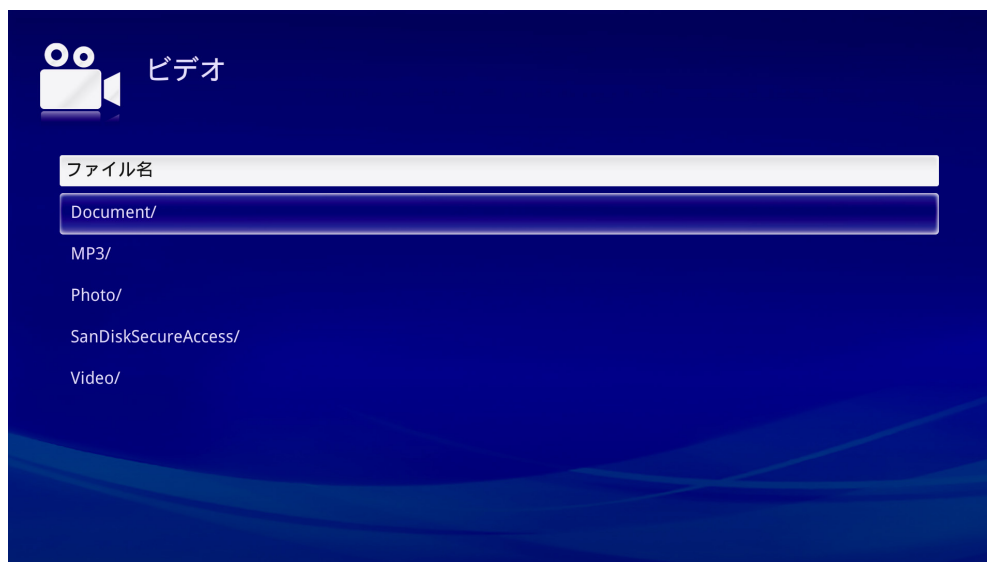 ビデオ
ファイル名
Document/
MP3/
Photo/
SanDiskSecureAccess/
Video/